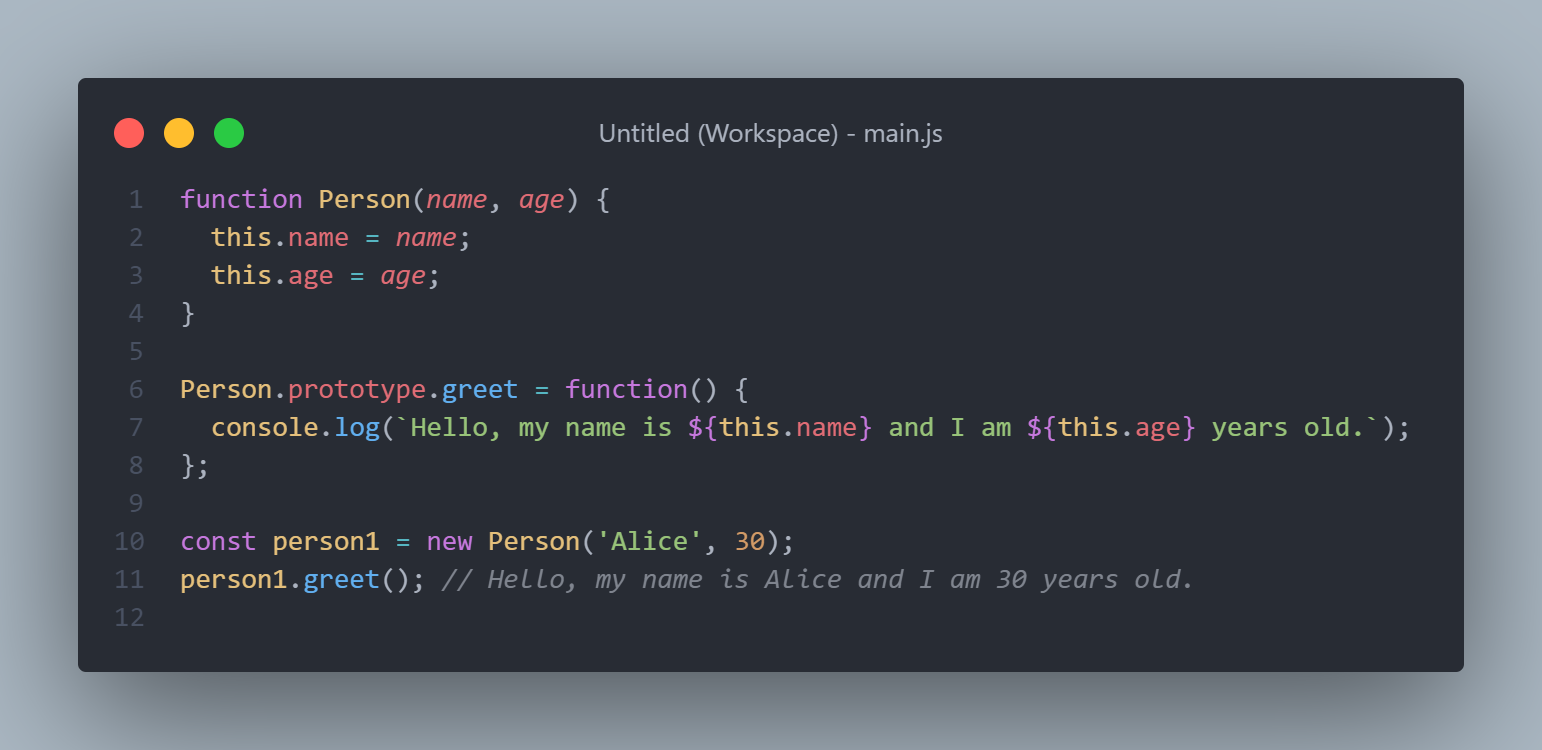 Untitled (Workspace) - main.js
1 function Person(name, age) {
2   this.name = name;
3   this.age = age;
4 }
5
6 Person.prototype.greet = function() {
7   console.log(`Hello, my name is ${this.name} and I am ${this.age} years old.`);
8 };
9
10 const person1 = new Person('Alice', 30);
11 person1.greet(); // Hello, my name is Alice and I am 30 years old.
12